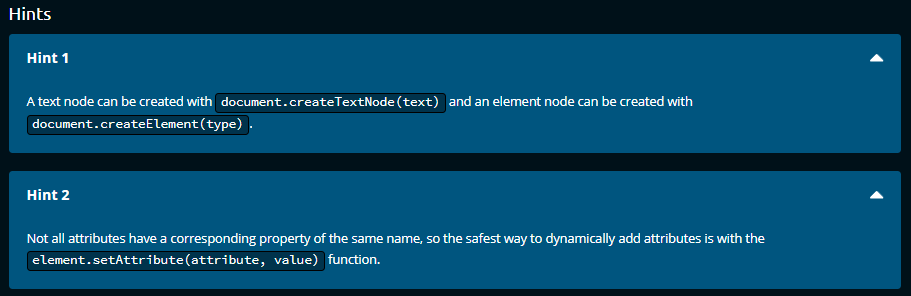 Hints
Hint 1
A text node can be created with document.createTextNode(text) and an element node can be created with
document.createElement(type).
Hint 2
Not all attributes have a corresponding property of the same name, so the safest way to dynamically add attributes is with the
element.setAttribute(attribute, value) function.